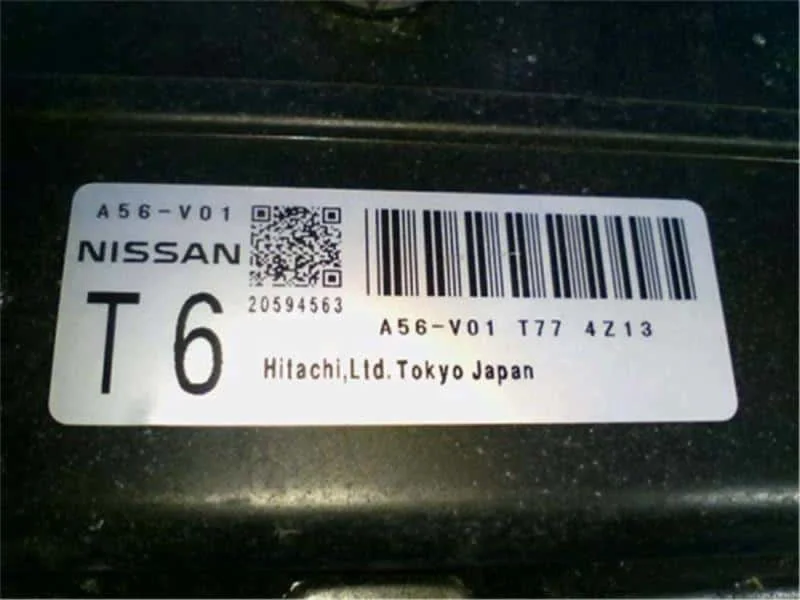 A56-V01
NISSAN
T6
20594563
A56-V01 T77 4Z13
Hitachi,Ltd. Tokyo Japan